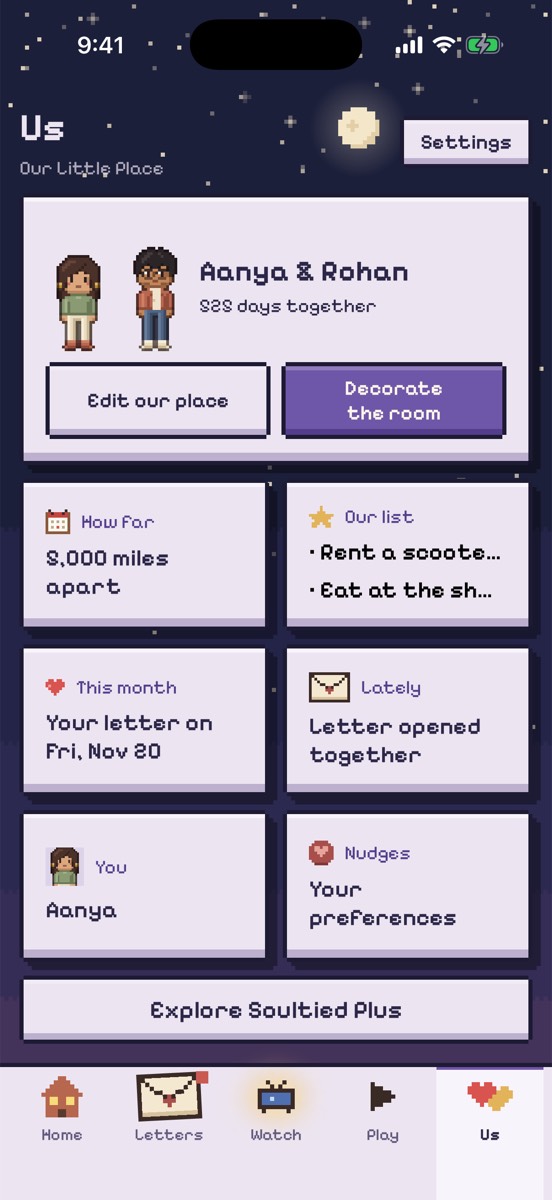 9:41
Us
Settings
Our Little Place
Aanya & Rohan
828 days together
Edit our place
Decorate
the room
How far
8,000 miles
apart
Our list
· Rent a scoote...
· Eat at the sh...
This month
Your letter on
Fri, Nov 20
Lately
Letter opened
together
You
Aanya
Nudges
Your
preferences
Explore Soultied Plus
Home
Letters
Watch
Play
Us